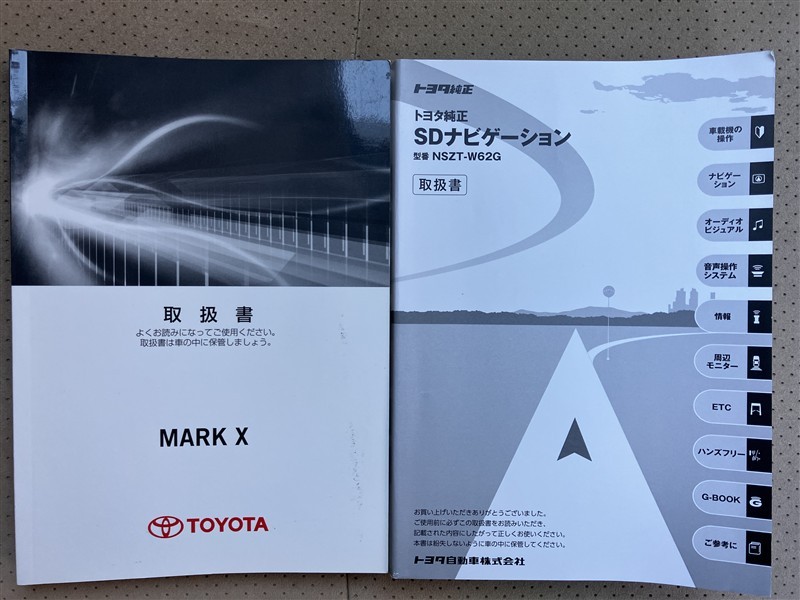 取扱書
よくお読みになってご使用ください。
取扱書は車の中に保管しましょう。
MARK X
TOYOTA
トヨタ純正
トヨタ純正
SDナビゲーション
型番 NSZT-W62G
取扱書
車載機の
操作
ナビゲー
ション
オーディオ
ビジュアル
音声操作
システム
情報
周辺
モニター
ETC
ハンズフリー
G-BOOK
ご参考に
お買い上げいただきありがとうございました。
ご使用前に必ずこの取扱書をお読みいただき、
記載された内容にしたがって正しくお使いください。
本書は紛失しないように車の中に保管してください。
トヨタ自動車株式会社